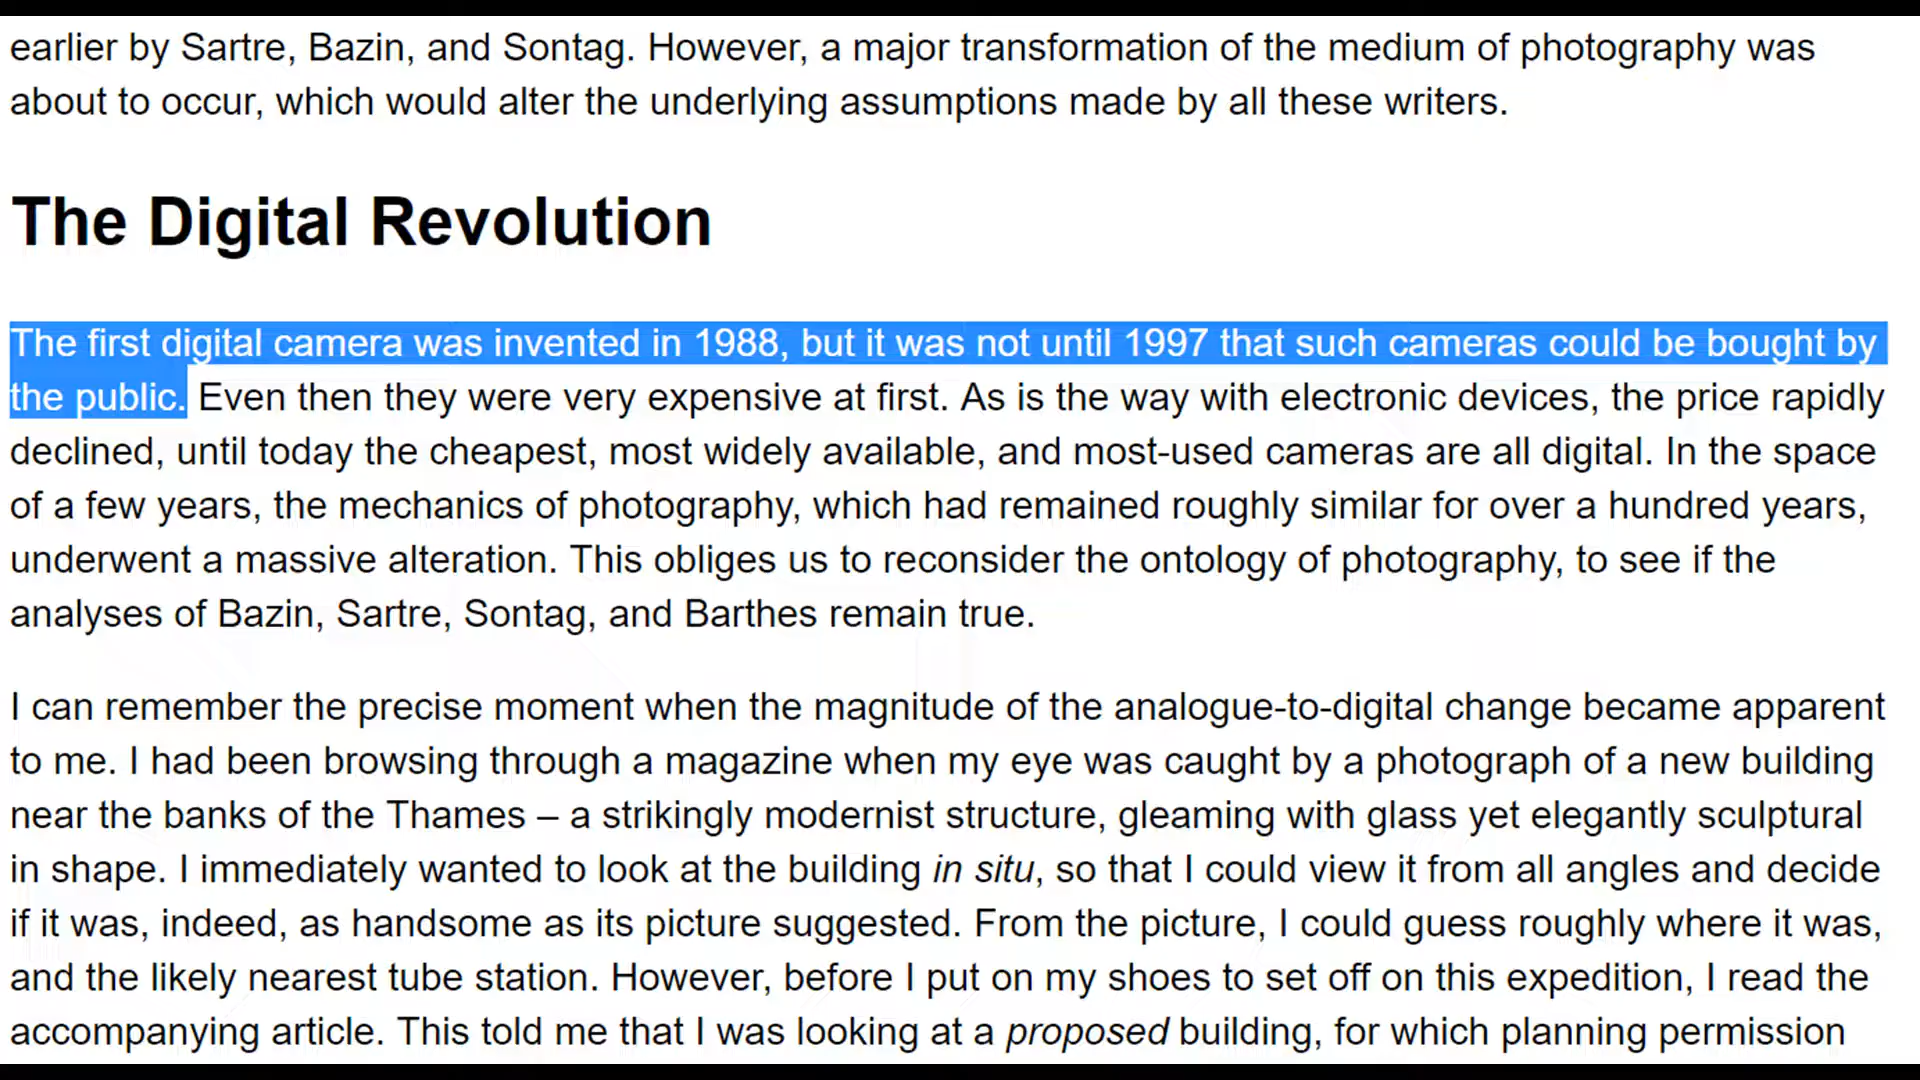 earlier by Sartre, Bazin, and Sontag. However, a major transformation of the medium of photography was
about to occur, which would alter the underlying assumptions made by all these writers.
The Digital Revolution
The first digital camera was invented in 1988, but it was not until 1997 that such cameras could be bought by
the public. Even then they were very expensive at first. As is the way with electronic devices, the price rapidly
declined, until today the cheapest, most widely available, and most-used cameras are all digital. In the space
of a few years, the mechanics of photography, which had remained roughly similar for over a hundred years,
underwent a massive alteration. This obliges us to reconsider the ontology of photography, to see if the
analyses of Bazin, Sartre, Sontag, and Barthes remain true.
I can remember the precise moment when the magnitude of the analogue-to-digital change became apparent
to me. I had been browsing through a magazine when my eye was caught by a photograph of a new building
near the banks of the Thames – a strikingly modernist structure, gleaming with glass yet elegantly sculptural
in shape. I immediately wanted to look at the building in situ, so that I could view it from all angles and decide
if it was, indeed, as handsome as its picture suggested. From the picture, I could guess roughly where it was,
and the likely nearest tube station. However, before I put on my shoes to set off on this expedition, I read the
accompanying article. This told me that I was looking at a proposed building, for which planning permission